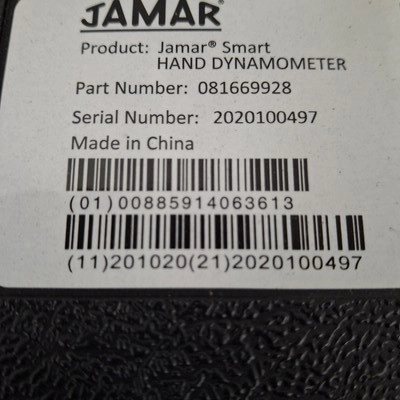 JAMAR®
Product: Jamar® Smart
HAND DYNAMOMETER
Part Number: 081669928
Serial Number: 2020100497
Made in China
(01)00885914063613
(11)201020(21)2020100497